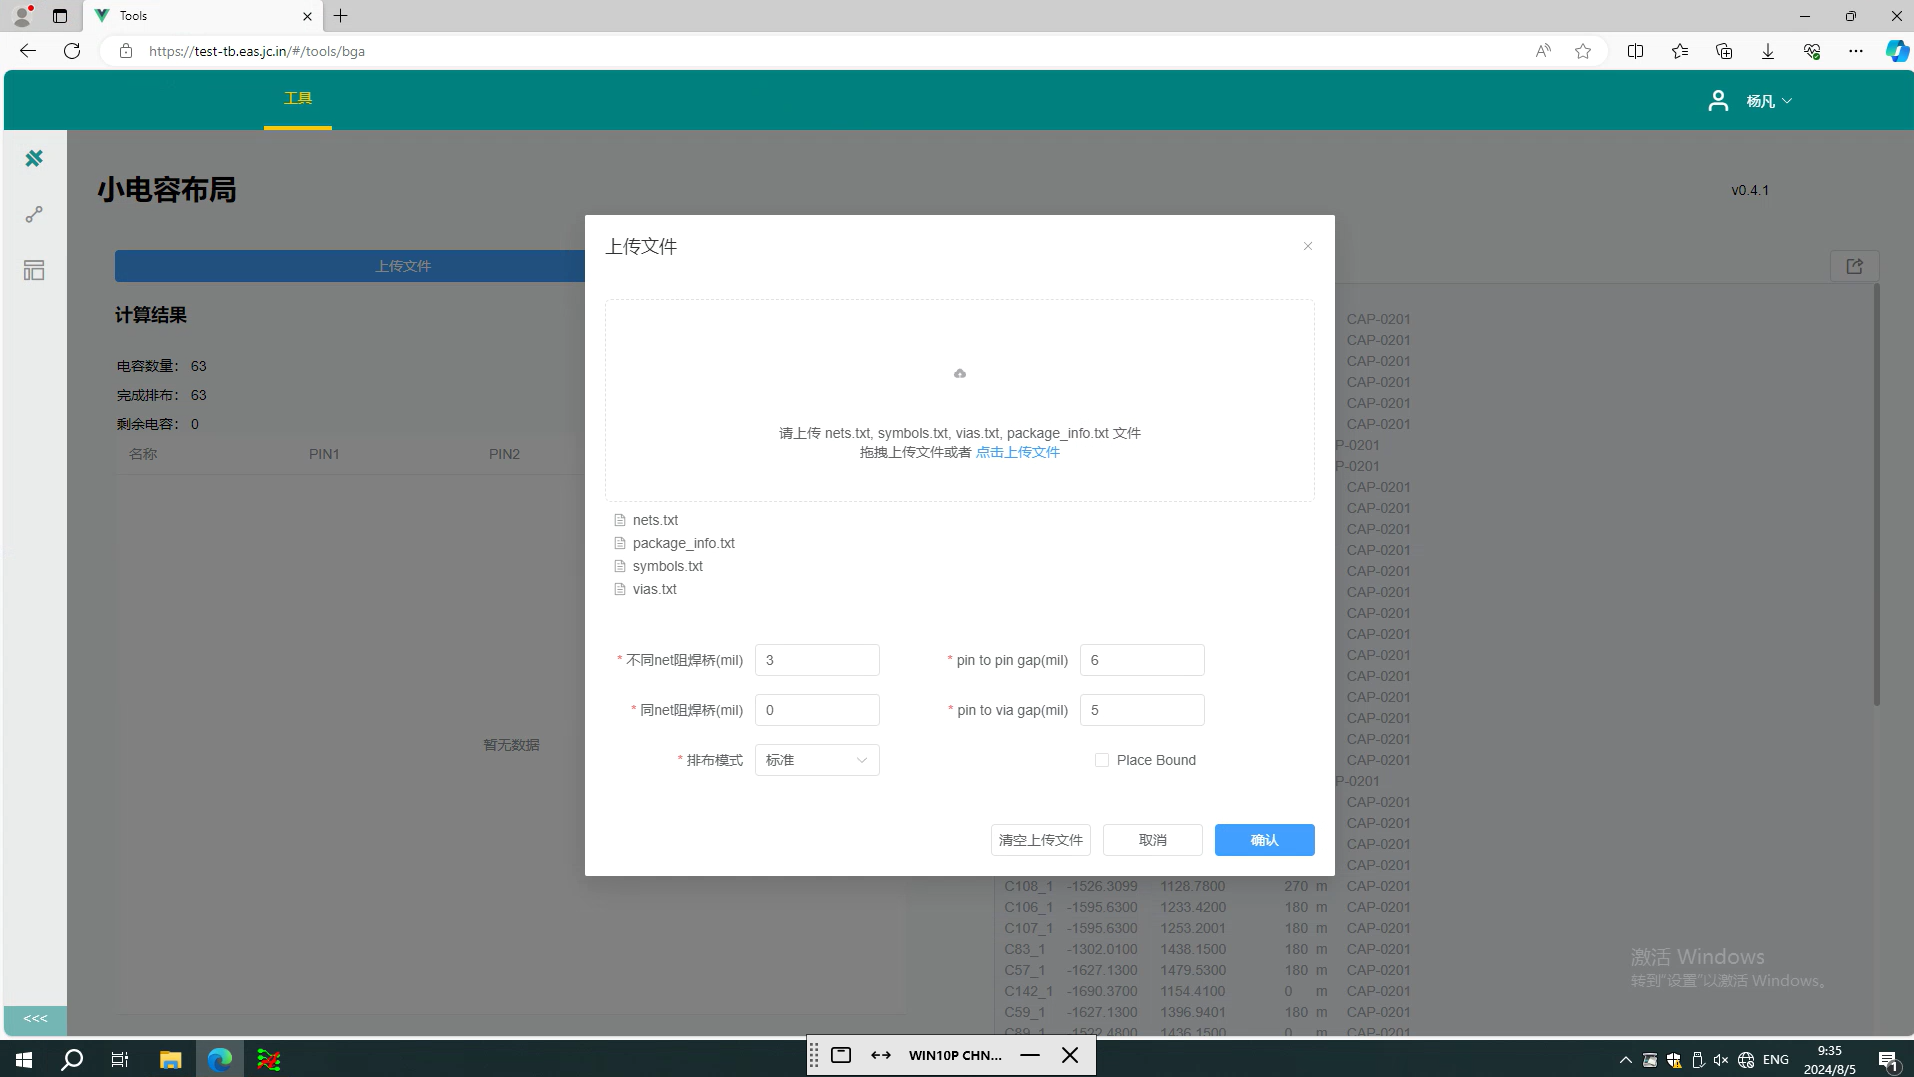 Tools
https://test-tb.eas.jc.in/#/tools/bga
工具
杨凡
小电容布局
v0.4.1
上传文件
计算结果
电容数量： 63
完成排布： 63
剩余电容： 0
名称 PIN1 PIN2
暂无数据
上传文件
请上传 nets.txt, symbols.txt, vias.txt, package_info.txt 文件
拖拽上传文件或者 点击上传文件
nets.txt
package_info.txt
symbols.txt
vias.txt
* 不同net阻焊桥(mil) 3 * pin to pin gap(mil) 6
* 同net阻焊桥(mil) 0 * pin to via gap(mil) 5
* 排布模式 标准 Place Bound
清空上传文件 取消 确认
CAP-0201
CAP-0201
CAP-0201
CAP-0201
CAP-0201
CAP-0201
P-0201
P-0201
CAP-0201
CAP-0201
CAP-0201
CAP-0201
CAP-0201
CAP-0201
CAP-0201
CAP-0201
CAP-0201
CAP-0201
CAP-0201
CAP-0201
CAP-0201
CAP-0201
P-0201
CAP-0201
CAP-0201
CAP-0201
CAP-0201
C108_1 -1526.3099 1128.7800 270 m CAP-0201
C106_1 -1595.6300 1233.4200 180 m CAP-0201
C107_1 -1595.6300 1253.2001 180 m CAP-0201
C83_1 -1302.0100 1438.1500 180 m CAP-0201
C57_1 -1627.1300 1479.5300 180 m CAP-0201
C142_1 -1690.3700 1154.4100 0 m CAP-0201
C59_1 -1627.1300 1396.9401 180 m CAP-0201
C89_1 -1522.4800 1436.1500 0 m CAP-0201
激活 Windows
转到"设置"以激活 Windows。
<<<
WIN10P CHN...
ENG
9:35
2024/8/5
1